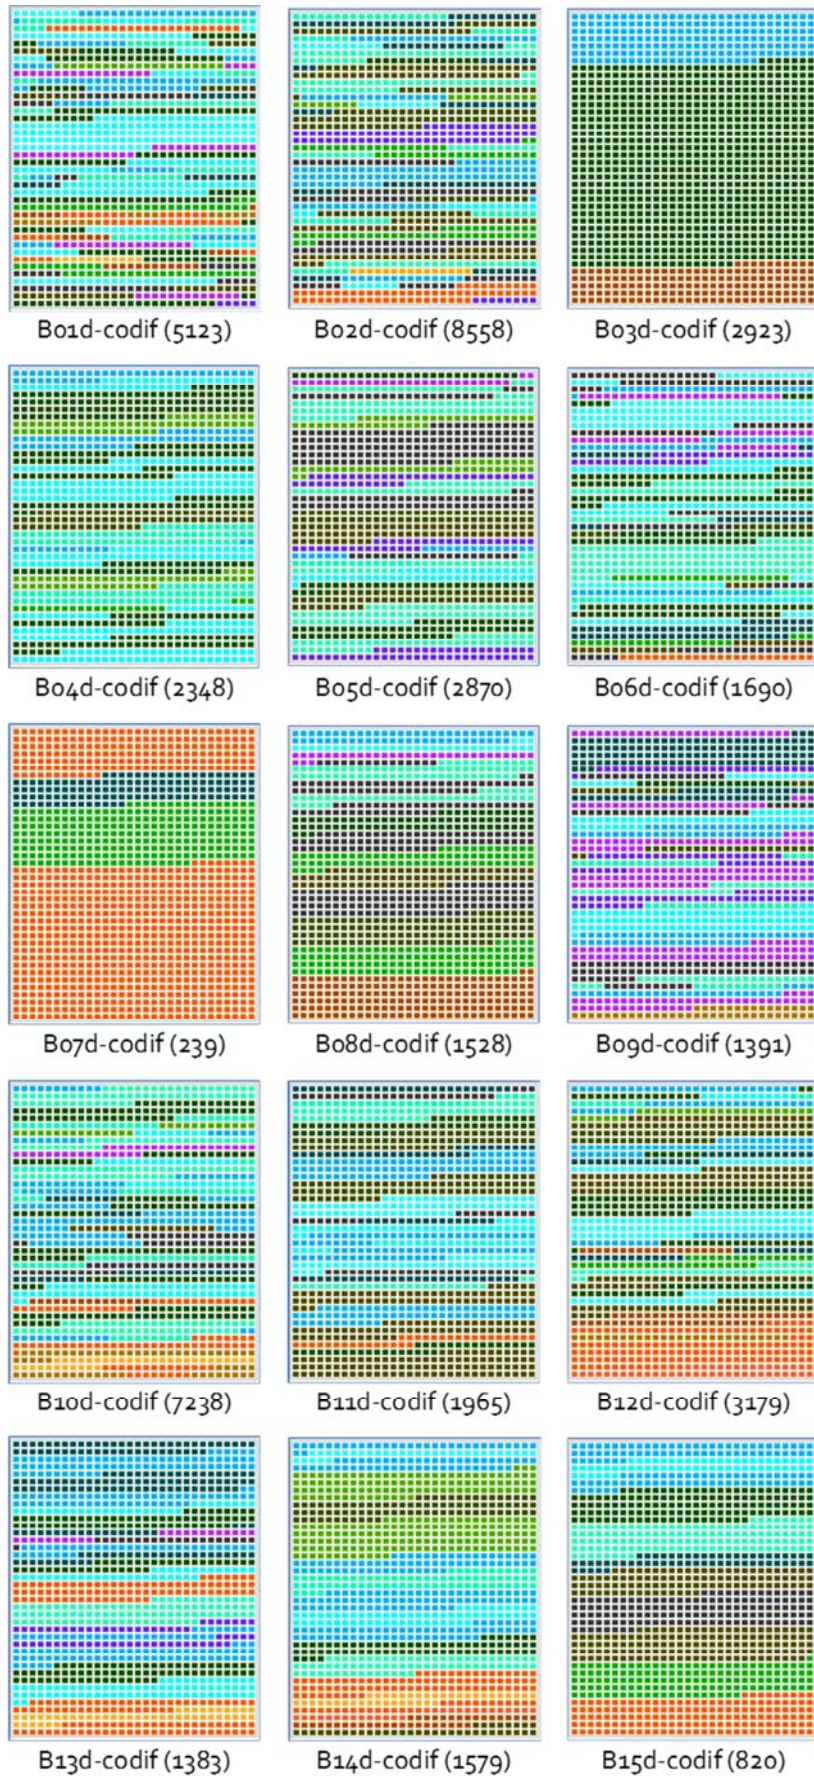 B01d-codif (5123)
B02d-codif (8558)
B03d-codif (2923)
B04d-codif (2348)
B05d-codif (2870)
B06d-codif (1690)
B07d-codif (239)
B08d-codif (1528)
B09d-codif (1391)
B10d-codif (7238)
B11d-codif (1965)
B12d-codif (3179)
B13d-codif (1383)
B14d-codif (1579)
B15d-codif (820)